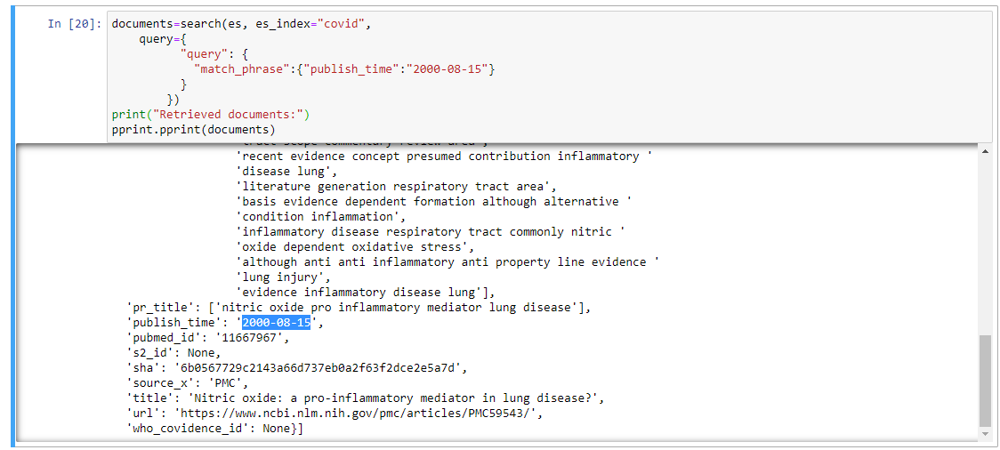 In [20]: documents=search(es, es_index="covid",
query={
"query": {
"match_phrase":{"publish_time":"2000-08-15"}
}
})
print("Retrieved documents:")
pprint.pprint(documents)
'tract scope commentary review area',
'recent evidence concept presumed contribution inflammatory '
'disease lung',
'literature generation respiratory tract area',
'basis evidence dependent formation although alternative '
'condition inflammation',
'inflammatory disease respiratory tract commonly nitric '
'oxide dependent oxidative stress',
'although anti anti inflammatory anti property line evidence '
'lung injury',
'evidence inflammatory disease lung'],
'pr_title': ['nitric oxide pro inflammatory mediator lung disease'],
'publish_time': '2000-08-15',
'pubmed_id': '11667967',
's2_id': None,
'sha': '6b0567729c2143a66d737eb0a2f63f2dce2e5a7d',
'source_x': 'PMC',
'title': 'Nitric oxide: a pro-inflammatory mediator in lung disease?',
'url': 'https://www.ncbi.nlm.nih.gov/pmc/articles/PMC59543/',
'who_covidence_id': None}]